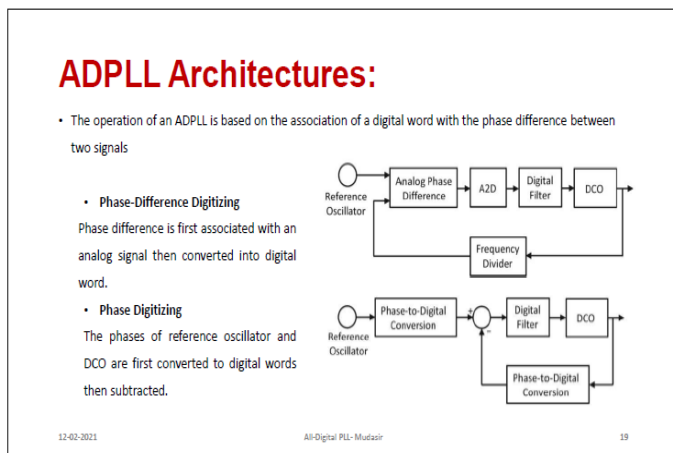 ADPLL Architectures:
• The operation of an ADPLL is based on the association of a digital word with the phase difference between
two signals
• Phase-Difference Digitizing
Phase difference is first associated with an
analog signal then converted into digital
word.
• Phase Digitizing
The phases of reference oscillator and
DCO are first converted to digital words
then subtracted.
Reference
Oscillator
Analog Phase
Difference
A2D
Digital
Filter
DCO
Frequency
Divider
Reference
Oscillator
Phase-to-Digital
Conversion
+
−
Digital
Filter
DCO
Phase-to-Digital
Conversion
12-02-2021
All-Digital PLL- Mudasir
19